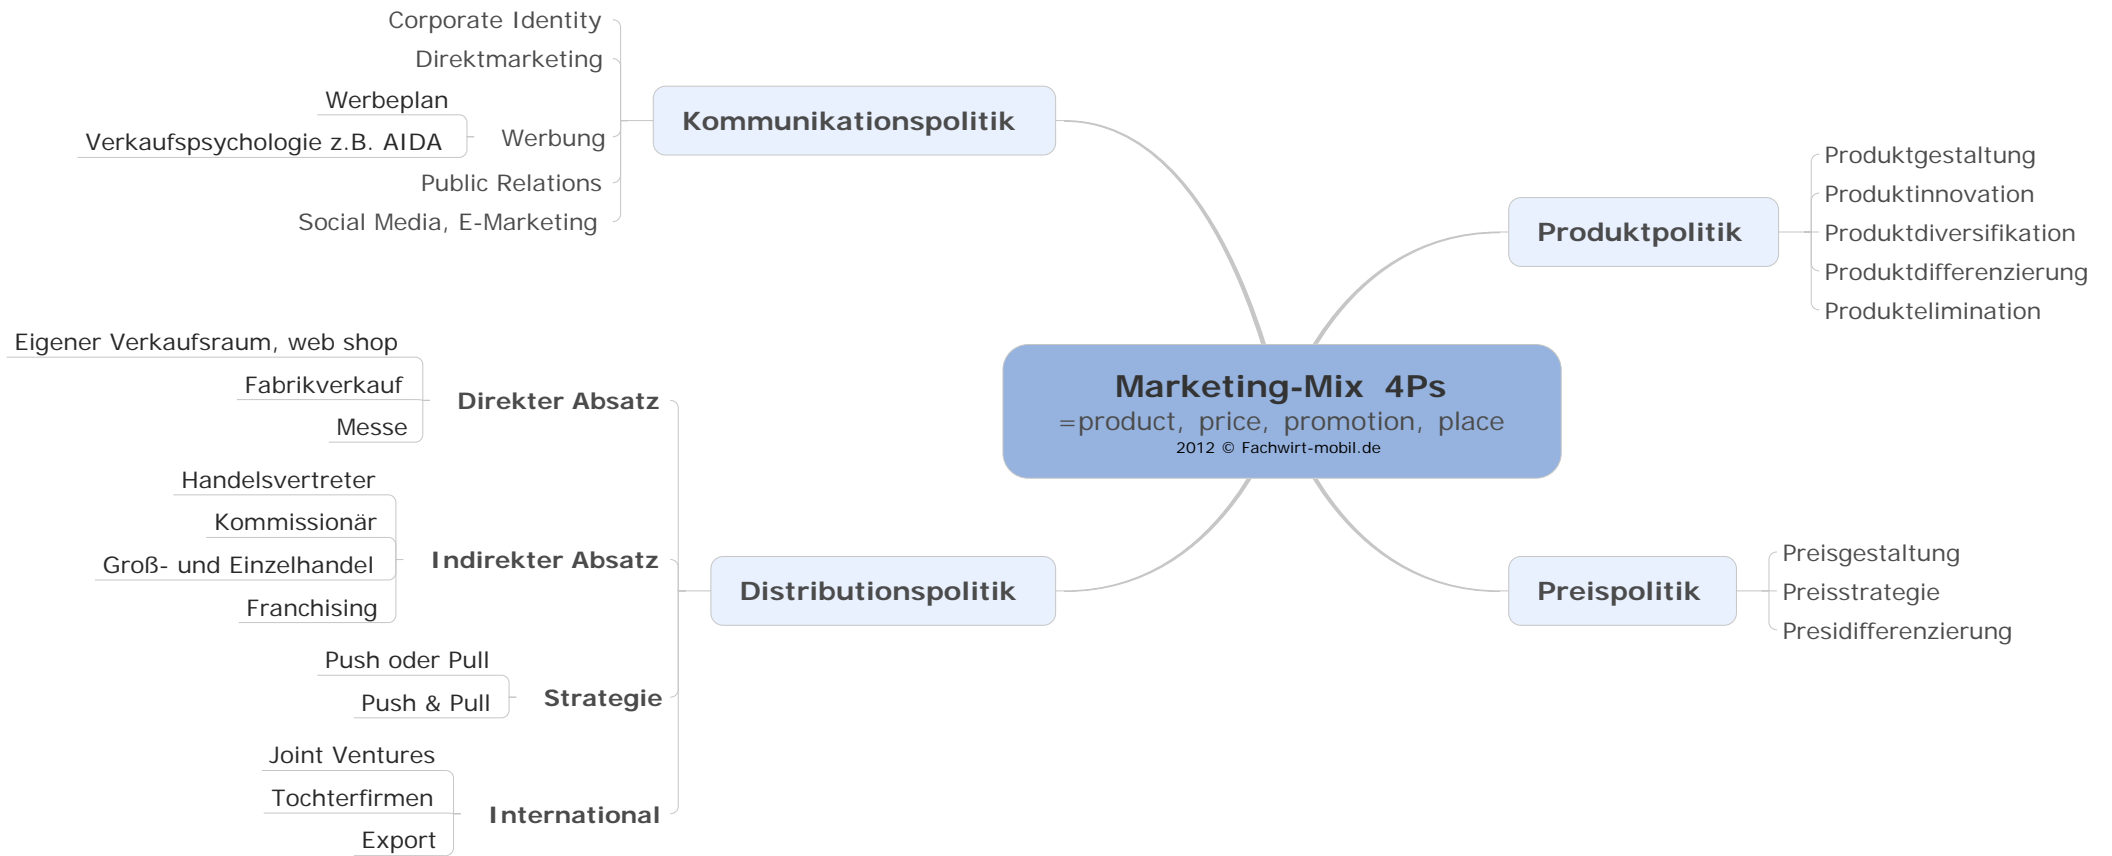 Marketing-Mix 4Ps
=product, price, promotion, place
2012 © Fachwirt-mobil.de
Kommunikationspolitik
Corporate Identity
Direktmarketing
Werbung
Werbeplan
Verkaufspsychologie z.B. AIDA
Public Relations
Social Media, E-Marketing
Produktpolitik
Produktgestaltung
Produktinnovation
Produktdiversifikation
Produktdifferenzierung
Produktelimination
Distributionspolitik
Direkter Absatz
Eigener Verkaufsraum, web shop
Fabrikverkauf
Messe
Indirekter Absatz
Handelsvertreter
Kommissionär
Groß- und Einzelhandel
Franchising
Strategie
Push oder Pull
Push & Pull
International
Joint Ventures
Tochterfirmen
Export
Preispolitik
Preisgestaltung
Preisstrategie
Presidifferenzierung